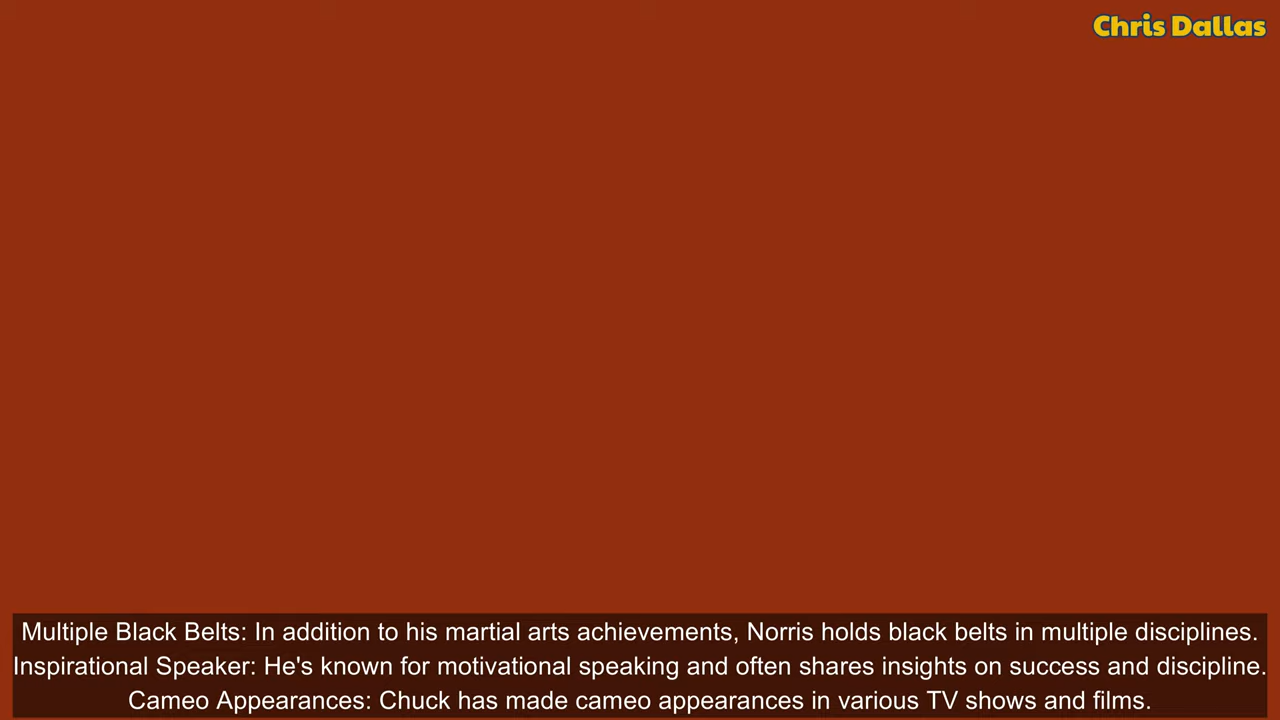 Chris Dallas
Multiple Black Belts: In addition to his martial arts achievements, Norris holds black belts in multiple disciplines.
Inspirational Speaker: He's known for motivational speaking and often shares insights on success and discipline.
Cameo Appearances: Chuck has made cameo appearances in various TV shows and films.